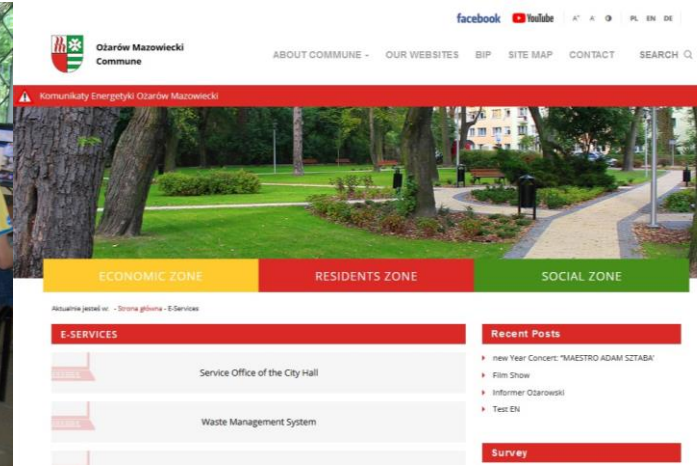 facebook YouTube A+ A- PL EN DE
Ożarów Mazowiecki
Commune
ABOUT COMMUNE - OUR WEBSITES BIP SITE MAP CONTACT SEARCH
Komunikaty Energetyki Ożarów Mazowiecki
ECONOMIC ZONE RESIDENTS ZONE SOCIAL ZONE
Aktualnie jesteś w: - Strona główna - E-Services
E-SERVICES
Service Office of the City Hall
Waste Management System
Recent Posts
new Year Concert: "MAESTRO ADAM SZTABA'
Film Show
Informer Ożarowski
Test EN
Survey